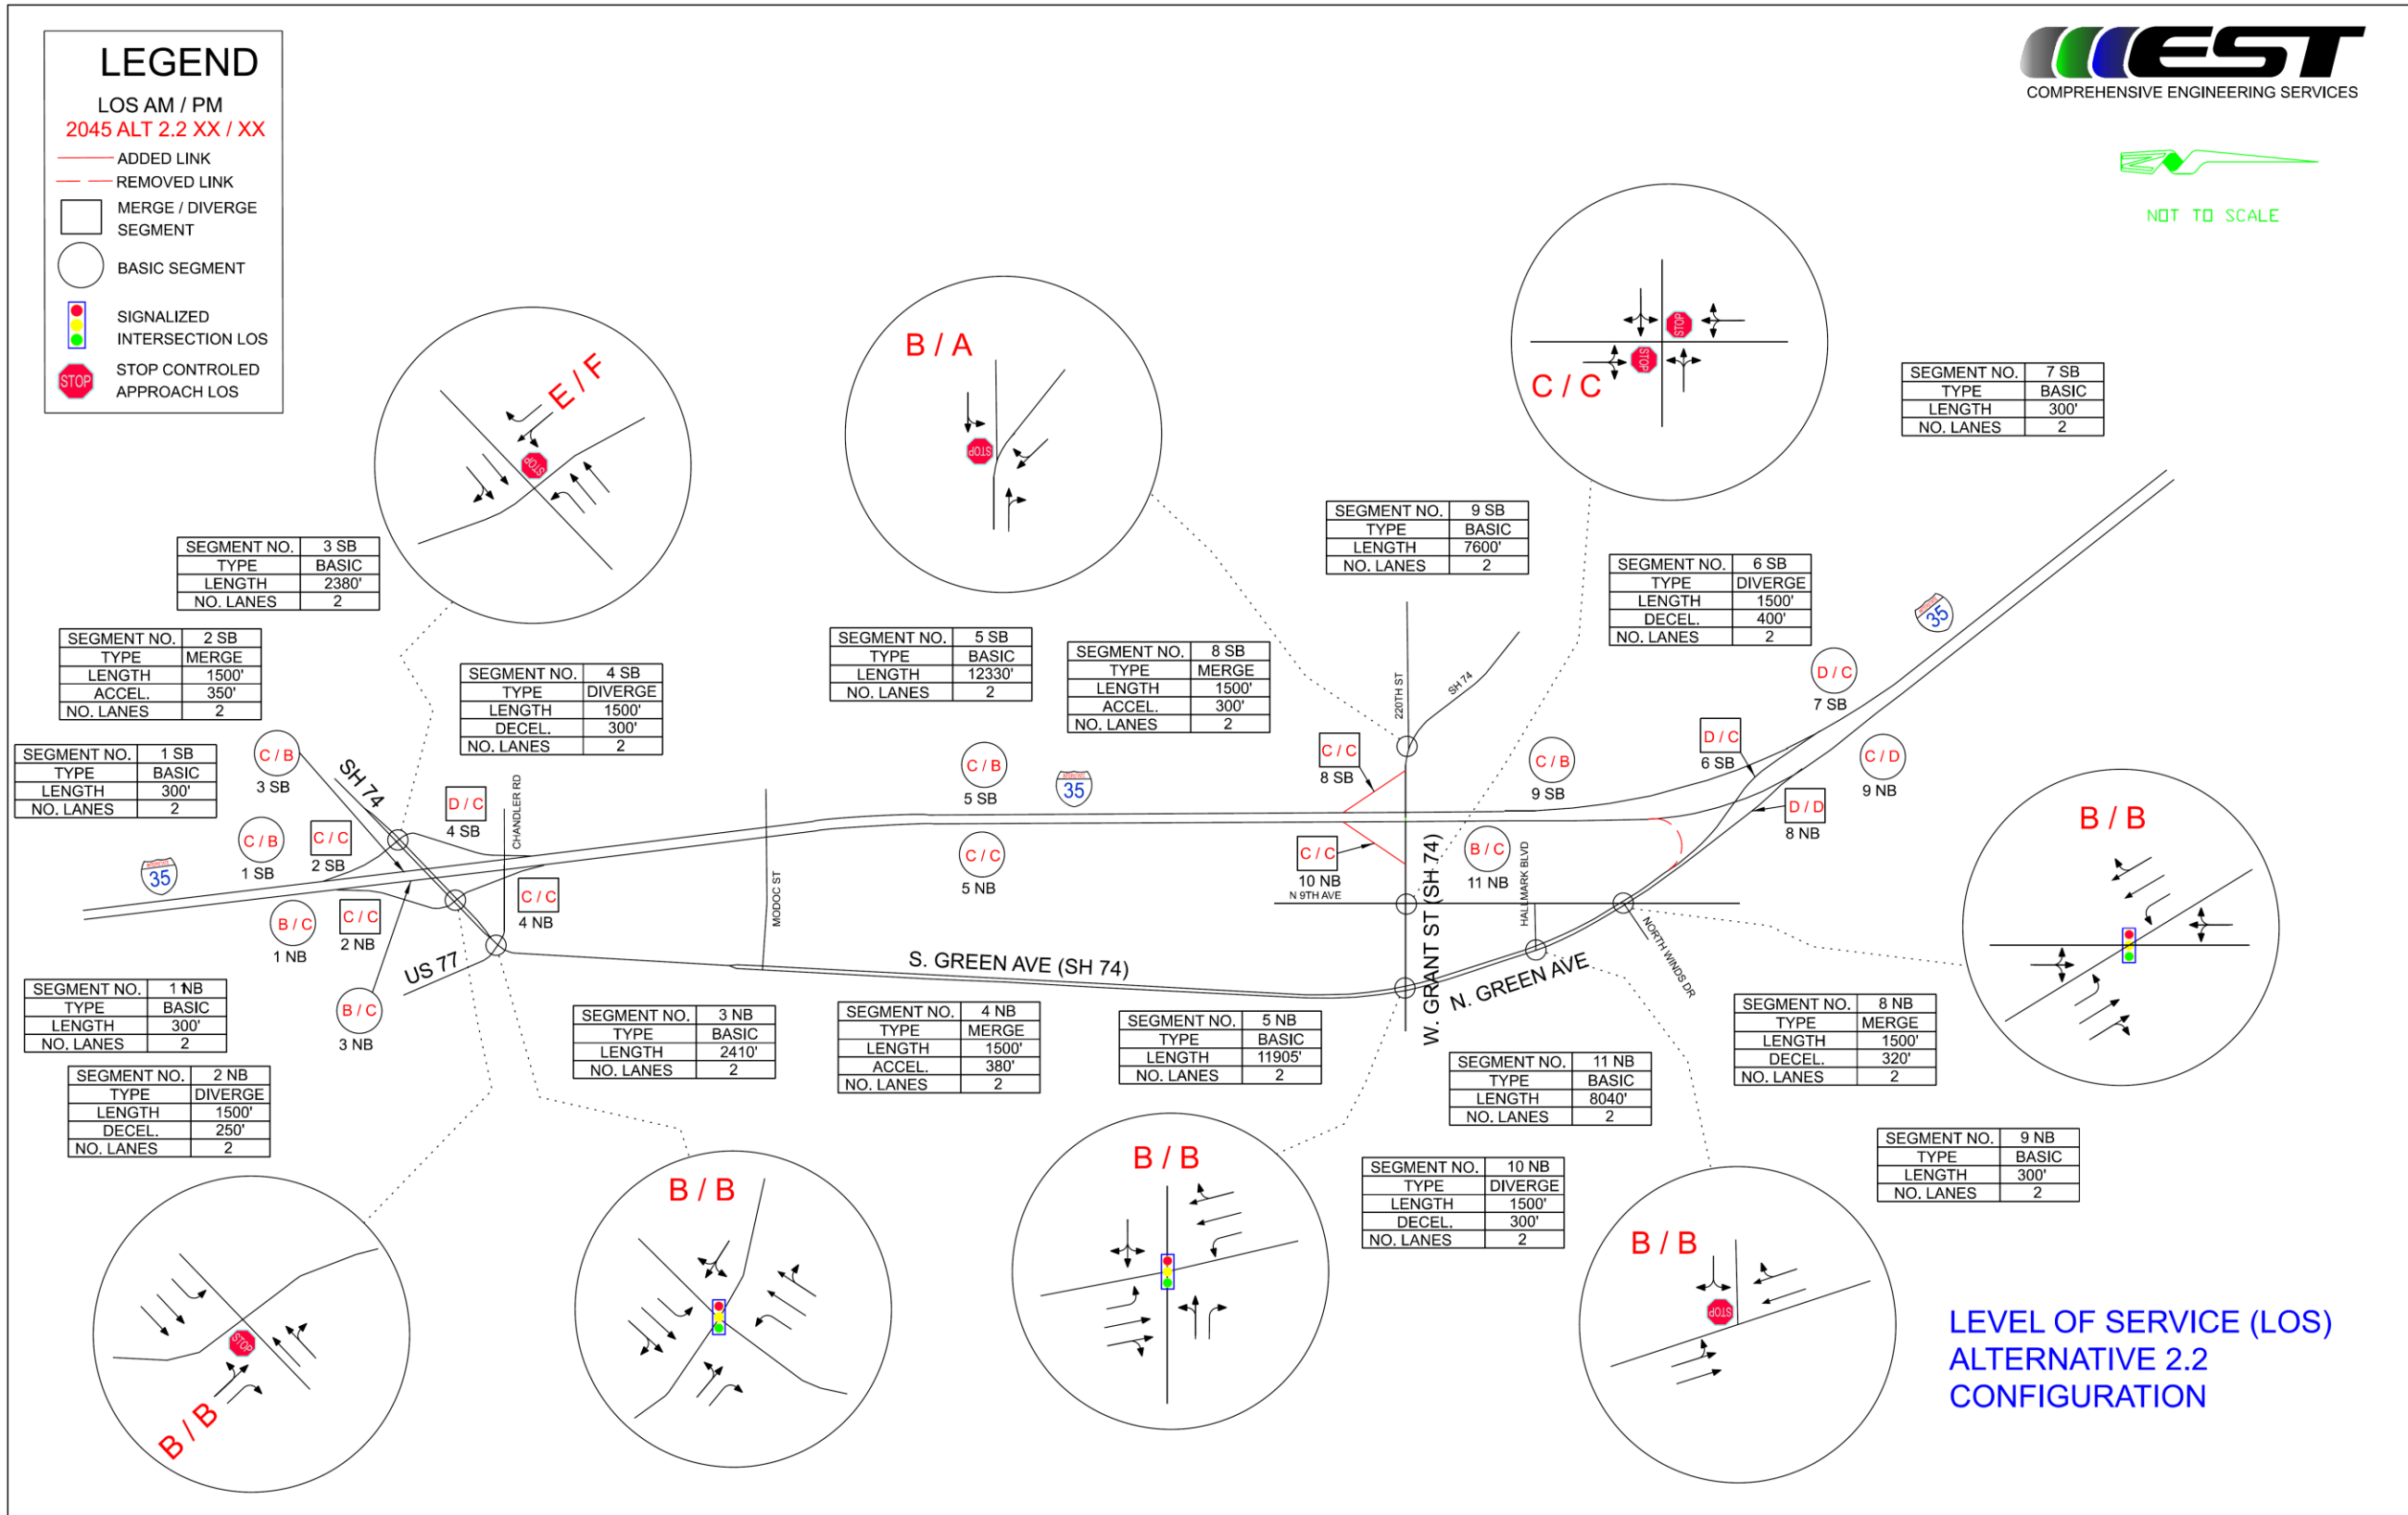 LEGEND
LOS AM / PM
2045 ALT 2.2 XX / XX
ADDED LINK
REMOVED LINK
MERGE / DIVERGE
SEGMENT
BASIC SEGMENT
SIGNALIZED
INTERSECTION LOS
STOP
STOP CONTROLED
APPROACH LOS
EST
COMPREHENSIVE ENGINEERING SERVICES
NOT TO SCALE
E / F
STOP
B / A
STOP
C / C
STOP
STOP
SEGMENT NO. 7 SB
TYPE BASIC
LENGTH 300'
NO. LANES 2
SEGMENT NO. 3 SB
TYPE BASIC
LENGTH 2380'
NO. LANES 2
SEGMENT NO. 9 SB
TYPE BASIC
LENGTH 7600'
NO. LANES 2
SEGMENT NO. 6 SB
TYPE DIVERGE
LENGTH 1500'
DECEL. 400'
NO. LANES 2
SEGMENT NO. 2 SB
TYPE MERGE
LENGTH 1500'
ACCEL. 350'
NO. LANES 2
SEGMENT NO. 4 SB
TYPE DIVERGE
LENGTH 1500'
DECEL. 300'
NO. LANES 2
SEGMENT NO. 5 SB
TYPE BASIC
LENGTH 12330'
NO. LANES 2
SEGMENT NO. 8 SB
TYPE MERGE
LENGTH 1500'
ACCEL. 300'
NO. LANES 2
SEGMENT NO. 1 SB
TYPE BASIC
LENGTH 300'
NO. LANES 2
C / B
3 SB
SH 74
D / C
4 SB
CHANDLER RD
C / B
1 SB
C / C
2 SB
35
B / C
1 NB
C / C
2 NB
C / C
4 NB
US 77
B / C
3 NB
MODOC ST
C / B
5 SB
35
C / C
5 NB
S. GREEN AVE (SH 74)
220TH ST
SH 74
C / C
8 SB
C / C
10 NB
N 9TH AVE
W. GRANT ST (SH 74)
C / B
9 SB
B / C
11 NB
HALLMARK BLVD
N. GREEN AVE
NORTH WINDS DR
35
D / C
7 SB
D / C
6 SB
C / D
9 NB
D / D
8 NB
B / B
SEGMENT NO. 1 NB
TYPE BASIC
LENGTH 300'
NO. LANES 2
SEGMENT NO. 2 NB
TYPE DIVERGE
LENGTH 1500'
DECEL. 250'
NO. LANES 2
SEGMENT NO. 3 NB
TYPE BASIC
LENGTH 2410'
NO. LANES 2
SEGMENT NO. 4 NB
TYPE MERGE
LENGTH 1500'
ACCEL. 380'
NO. LANES 2
SEGMENT NO. 5 NB
TYPE BASIC
LENGTH 11905'
NO. LANES 2
SEGMENT NO. 11 NB
TYPE BASIC
LENGTH 8040'
NO. LANES 2
SEGMENT NO. 8 NB
TYPE MERGE
LENGTH 1500'
DECEL. 320'
NO. LANES 2
SEGMENT NO. 10 NB
TYPE DIVERGE
LENGTH 1500'
DECEL. 300'
NO. LANES 2
SEGMENT NO. 9 NB
TYPE BASIC
LENGTH 300'
NO. LANES 2
STOP
B / B
B / B
B / B
B / B
STOP
LEVEL OF SERVICE (LOS)
ALTERNATIVE 2.2
CONFIGURATION